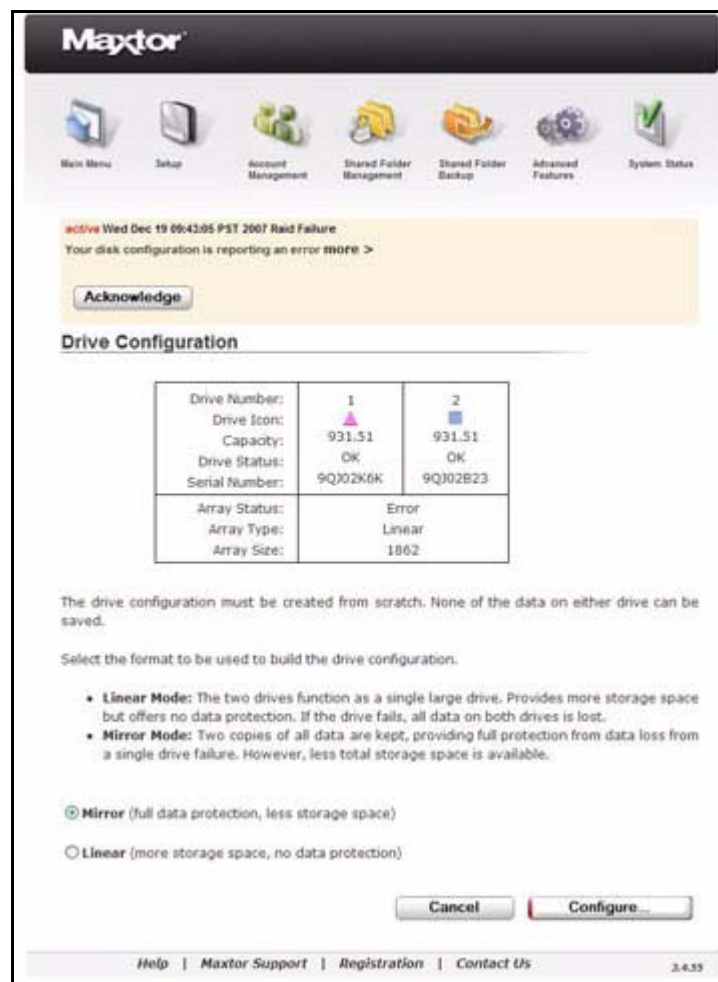 Maxtor
Main Menu
Setup
Account Management
Shared Folder Management
Shared Folder Backup
Advanced Features
System Status
active Wed Dec 19 09:43:05 PST 2007 Raid Failure
Your disk configuration is reporting an error more >
Acknowledge
Drive Configuration
Drive Number: 1 2
Drive Icon:
Capacity: 931.51 931.51
Drive Status: OK OK
Serial Number: 9QJ02K6K 9QJ02B23
Array Status: Error
Array Type: Linear
Array Size: 1862
The drive configuration must be created from scratch. None of the data on either drive can be
saved.
Select the format to be used to build the drive configuration.
• Linear Mode: The two drives function as a single large drive. Provides more storage space
but offers no data protection. If the drive fails, all data on both drives is lost.
• Mirror Mode: Two copies of all data are kept, providing full protection from data loss from
a single drive failure. However, less total storage space is available.
Mirror (full data protection, less storage space)
Linear (more storage space, no data protection)
Cancel
Configure...
Help | Maxtor Support | Registration | Contact Us